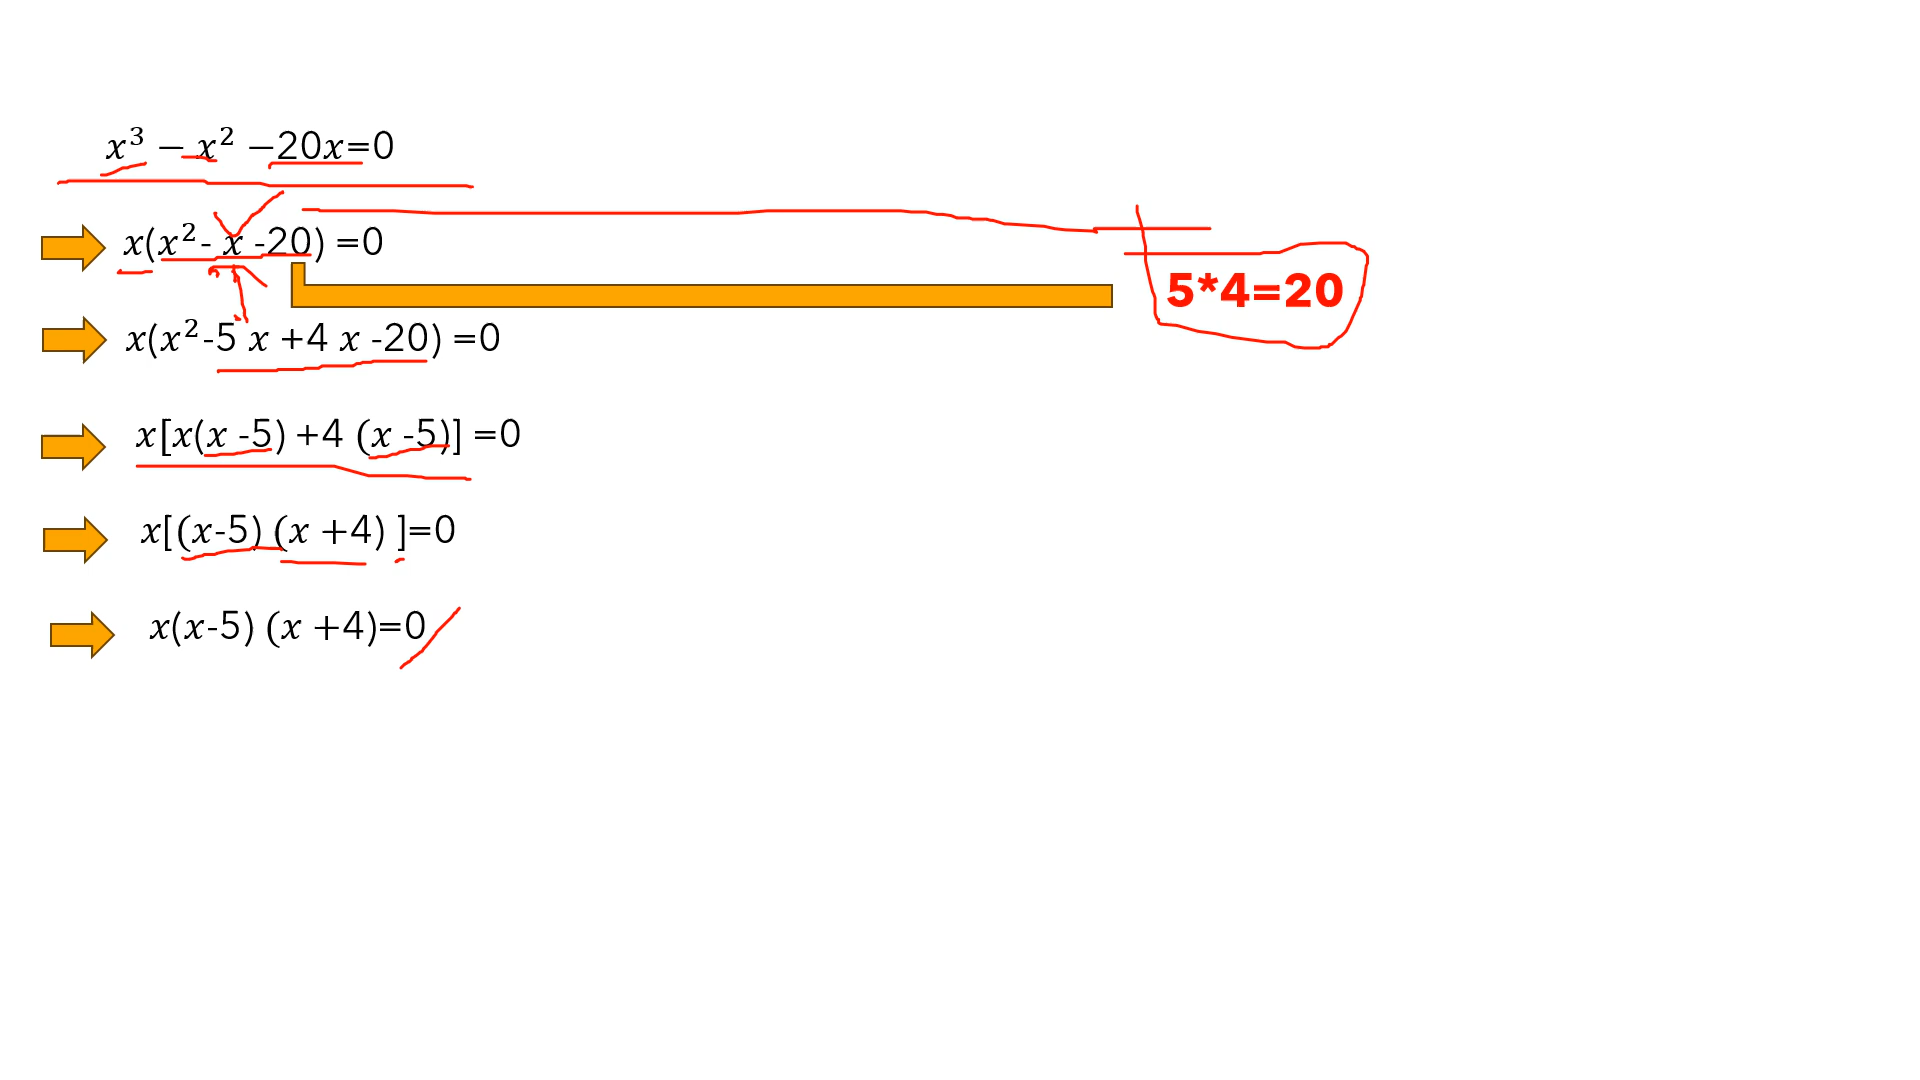 x³ − x² −20x=0
x(x²- x -20) =0
5*4=20
x(x²-5 x +4 x -20) =0
x[x(x -5) +4 (x -5)] =0
x[(x-5) (x +4) ]=0
x(x-5) (x +4)=0